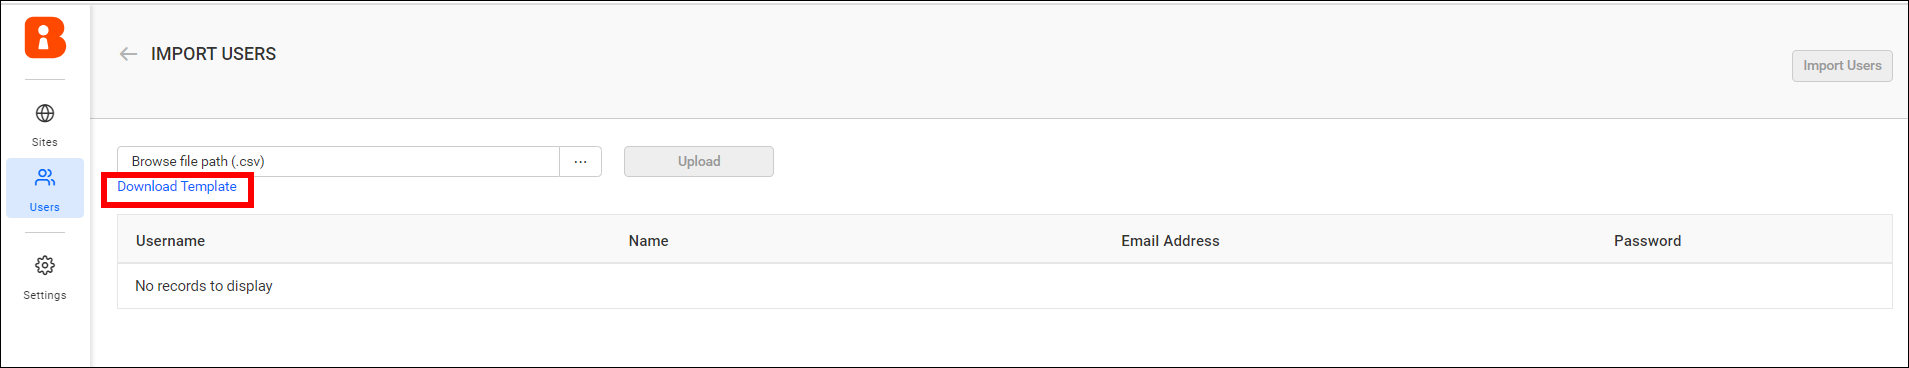 IMPORT USERS
Import Users
Sites
Users
Settings
Browse file path (.csv)
...
Upload
Download Template
Username Name Email Address Password
No records to display